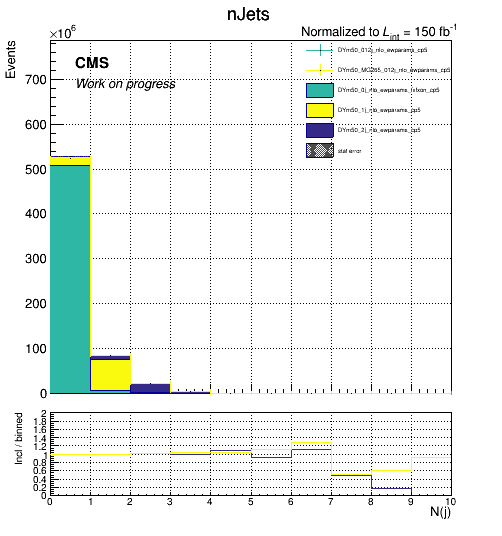 nJets
Normalized to L_int = 150 fb⁻¹
×10⁶
Events
CMS
Work on progress
DYm50_012j_nlo_ewparams_cp5
DYm50_MG265_012j_nlo_ewparams_cp5
DYm50_1j_nlo_ewparams_cp5
DYm50_2j_nlo_ewparams_cp5
stat error
700
600
500
400
300
200
100
0
Incl / binned
2
1.8
1.6
1.4
1.2
1
0.8
0.6
0.4
0.2
0
0 1 2 3 4 5 6 7 8 9 10
N(j)